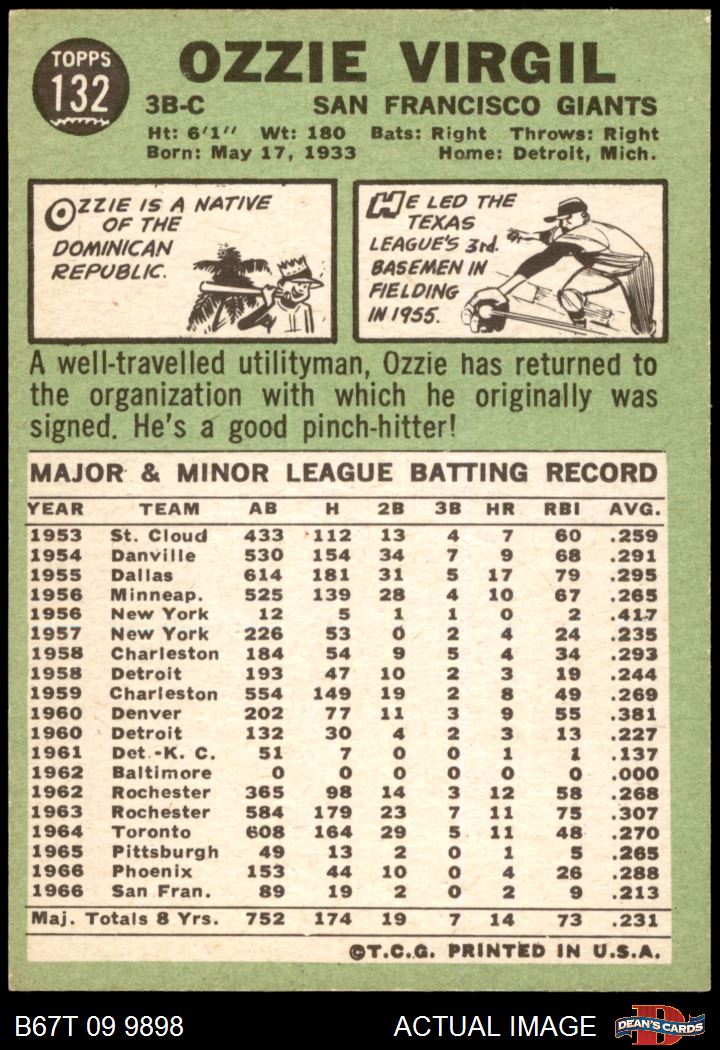 TOPPS
132
OZZIE VIRGIL
3B-C SAN FRANCISCO GIANTS
Ht: 6'1" Wt: 180 Bats: Right Throws: Right
Born: May 17, 1933 Home: Detroit, Mich.
OZZIE IS A NATIVE
OF THE
DOMINICAN
REPUBLIC.
HE LED THE
TEXAS
LEAGUE'S 3rd.
BASEMEN IN
FIELDING
IN 1955.
A well-travelled utilityman, Ozzie has returned to
the organization with which he originally was
signed. He's a good pinch-hitter!
MAJOR & MINOR LEAGUE BATTING RECORD
YEAR TEAM AB H 2B 3B HR RBI AVG.
1953 St. Cloud 433 112 13 4 7 60 .259
1954 Danville 530 154 34 7 9 68 .291
1955 Dallas 614 181 31 5 17 79 .295
1956 Minneap. 525 139 28 4 10 67 .265
1956 New York 12 5 1 1 0 2 .417
1957 New York 226 53 0 2 4 24 .235
1958 Charleston 184 54 9 5 4 34 .293
1958 Detroit 193 47 10 2 3 19 .244
1959 Charleston 554 149 19 2 8 49 .269
1960 Denver 202 77 11 3 9 55 .381
1960 Detroit 132 30 4 2 3 13 .227
1961 Det.-K. C. 51 7 0 0 1 1 .137
1962 Baltimore 0 0 0 0 0 0 .000
1962 Rochester 365 98 14 3 12 58 .268
1963 Rochester 584 179 23 7 11 75 .307
1964 Toronto 608 164 29 5 11 48 .270
1965 Pittsburgh 49 13 2 0 1 5 .265
1966 Phoenix 153 44 10 0 4 26 .288
1966 San Fran. 89 19 2 0 2 9 .213
Maj. Totals 8 Yrs. 752 174 19 7 14 73 .231
©T.C.G. PRINTED IN U.S.A.
B67T 09 9898 ACTUAL IMAGE DEAN'S CARDS